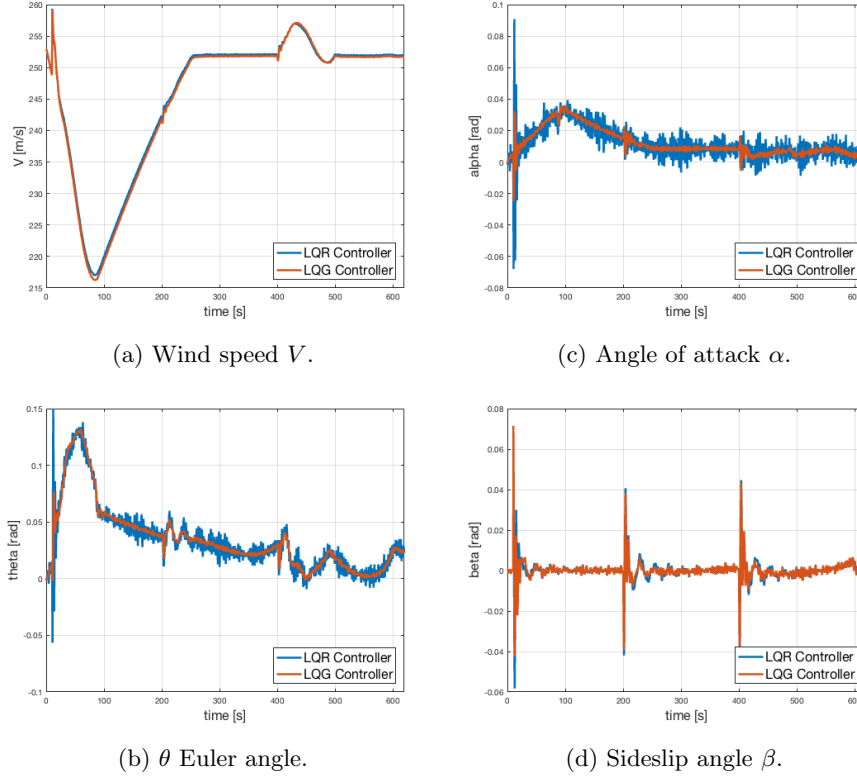 260
255
250
245
240
235
230
225
220
215
V [m/s]
0 100 200 300 400 500 600
time [s]
LQR Controller
LQG Controller
(a) Wind speed V.
0.1
0.08
0.06
0.04
0.02
0
-0.02
-0.04
-0.06
-0.08
alpha [rad]
0 100 200 300 400 500 600
time [s]
LQR Controller
LQG Controller
(c) Angle of attack α.
0.15
0.1
0.05
0
-0.05
-0.1
theta [rad]
0 100 200 300 400 500 600
time [s]
LQR Controller
LQG Controller
(b) θ Euler angle.
0.08
0.06
0.04
0.02
0
-0.02
-0.04
-0.06
beta [rad]
0 100 200 300 400 500 600
time [s]
LQR Controller
LQG Controller
(d) Sideslip angle β.